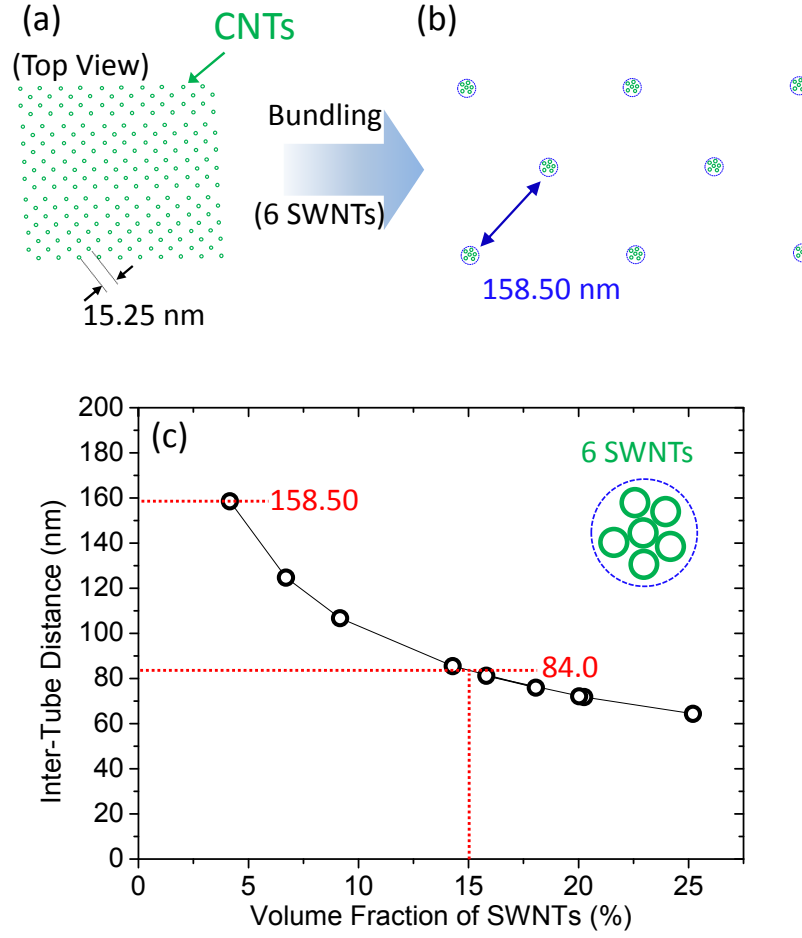 (a)
CNTs
(b)
(Top View)
Bundling
(6 SWNTs)
15.25 nm
158.50 nm
(c)
6 SWNTs
158.50
84.0
Inter-Tube Distance (nm)
200
180
160
140
120
100
80
60
40
20
0
0 5 10 15 20 25
Volume Fraction of SWNTs (%)